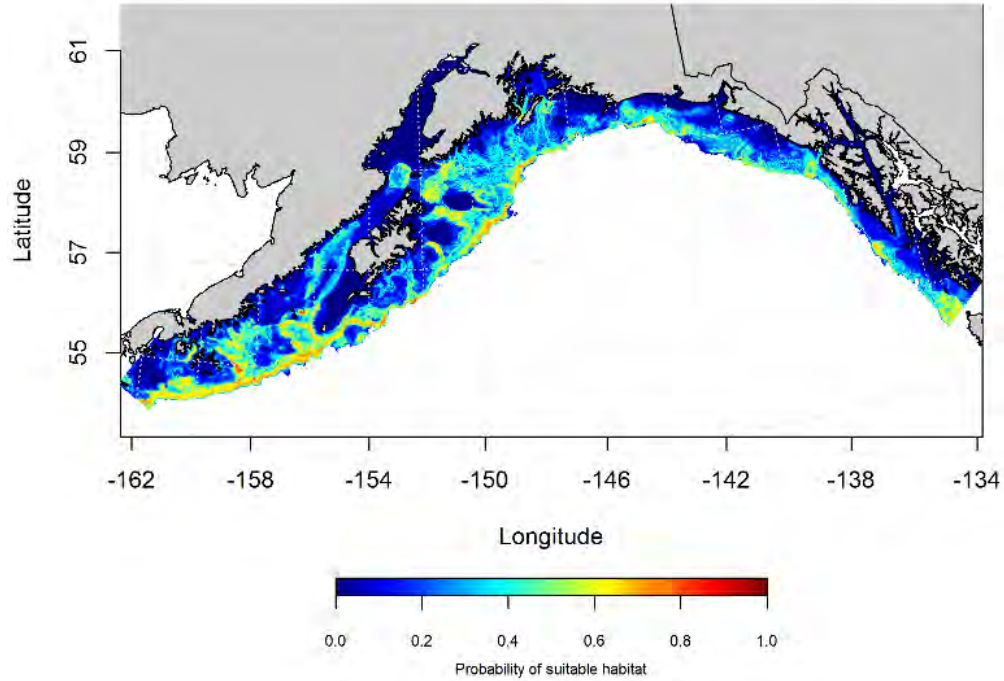 61
59
57
55
Latitude
-162 -158 -154 -150 -146 -142 -138 -134
Longitude
0.0 0.2 0.4 0.6 0.8 1.0
Probability of suitable habitat